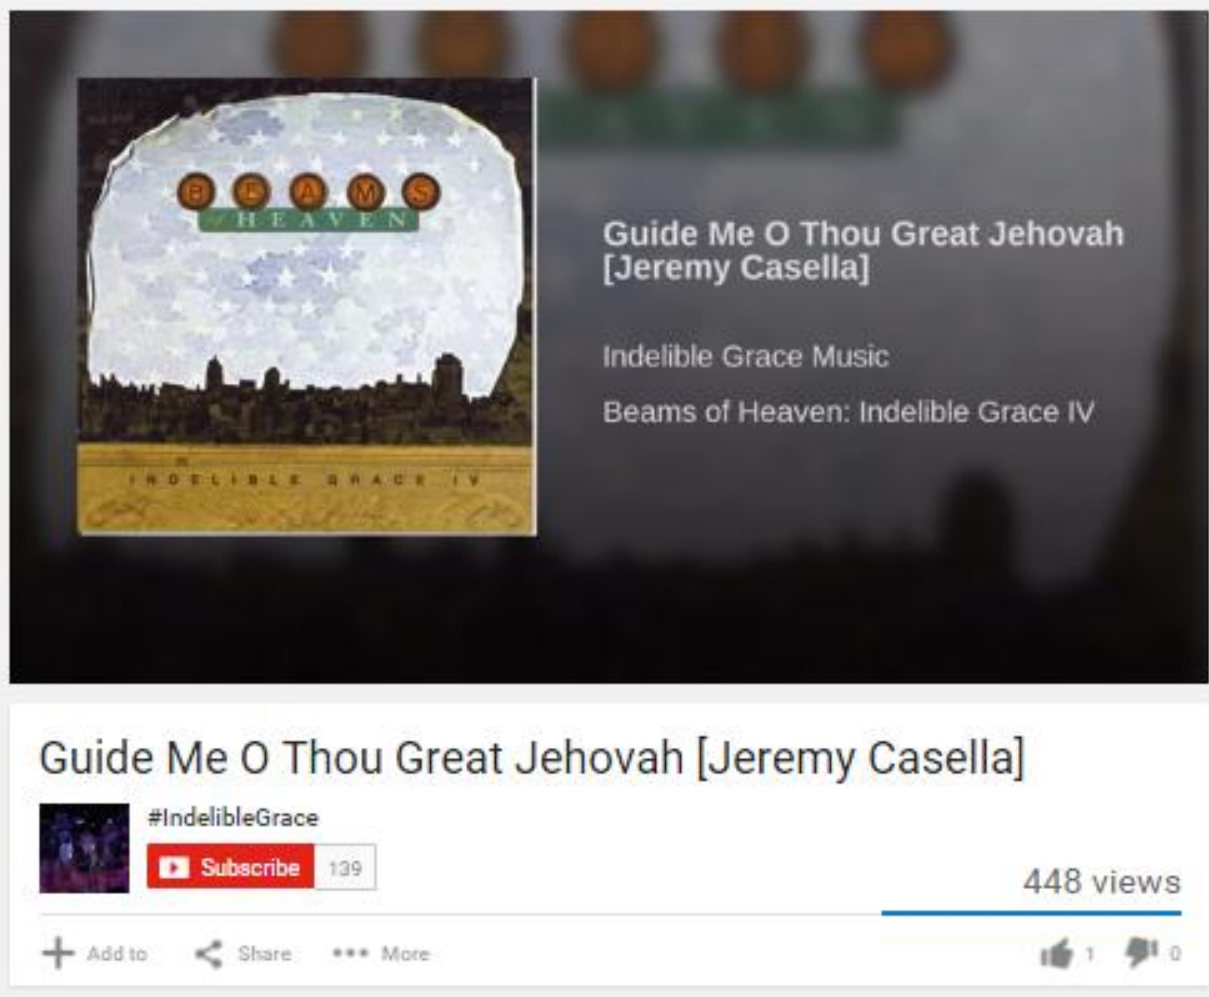 BEAMS
of HEAVEN
INDELIBLE GRACE IV
Guide Me O Thou Great Jehovah
[Jeremy Casella]
Indelible Grace Music
Beams of Heaven: Indelible Grace IV
Guide Me O Thou Great Jehovah [Jeremy Casella]
#IndelibleGrace
Subscribe 139
448 views
Add to Share More 1 0